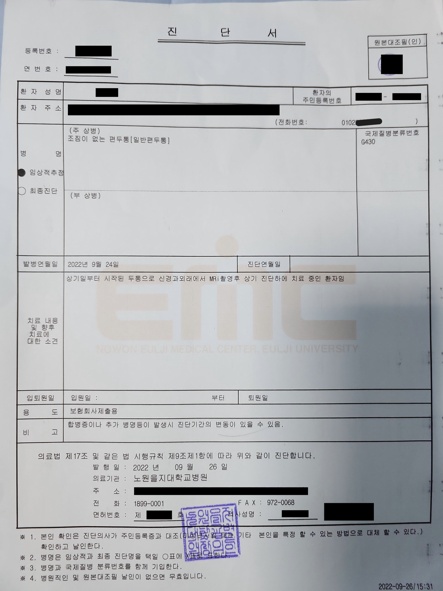 진 단 서
원본대조필(인)
등록번호 :
연 번 호 :
환 자 성 명
환자의
주민등록번호
-
환 자 주 소
(전화번호: 0102 )
병 명
임상적추정
최종진단
(주 상병)
조짐이 없는 편두통[일반편두통]
국제질병분류번호
G430
(부 상병)
발병연월일 2022년 9월 24일 진단연월일
치료 내용
및 향후
치료에
대한 소견
상기일부터 시작된 두통으로 신경과외래에서 MRI촬영후 상기 진단하에 치료 중인 환자임
EMC
NOWON EULJI MEDICAL CENTER, EULJI UNIVERSITY
입퇴원일 입원일 : 부터 퇴원일
용 도 보험회사제출용
비 고 합병증이나 추가 병명등이 발생시 진단기간의 변동이 있을 수 있음.
의료법 제17조 및 같은 법 시행규칙 제9조제1항에 따라 위와 같이 진단합니다.
발 행 일 : 2022 년 09 월 26 일
의료기관 : 노원을지대학교병원
주 소 :
전 화 : 1899-0001 FAX : 972-0068
면허번호 : 제 성명 :
※ 1. 본인 확인은 진단의사가 주민등록증과 대조( 기타 본인을 특정 할 수 있는 방법으로 대체 할 수 있다.)
확인하고 날인한다.
※ 2. 병명은 임상적과 최종 진단명을 택일 ○표
※ 3. 병명과 국제질병 분류번호를 함께 기입한다.
※ 4. 병원직인 및 원본대조필 날인이 없으면 무효입니다.
2022-09-26/15:31